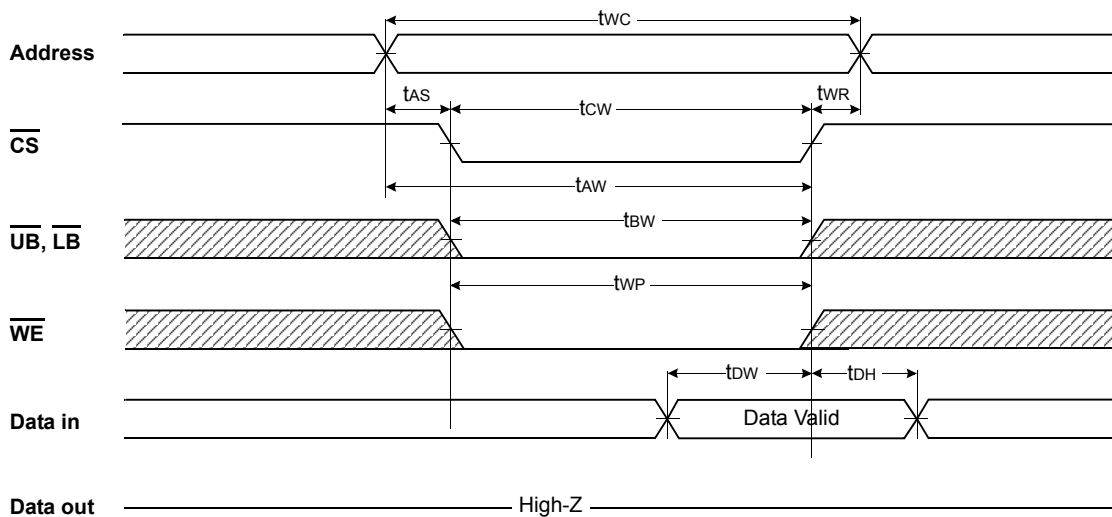 tWC
Address
tAS
tCW
tWR
CS
tAW
UB, LB
tBW
tWP
WE
tDW
tDH
Data in
Data Valid
Data out
High-Z